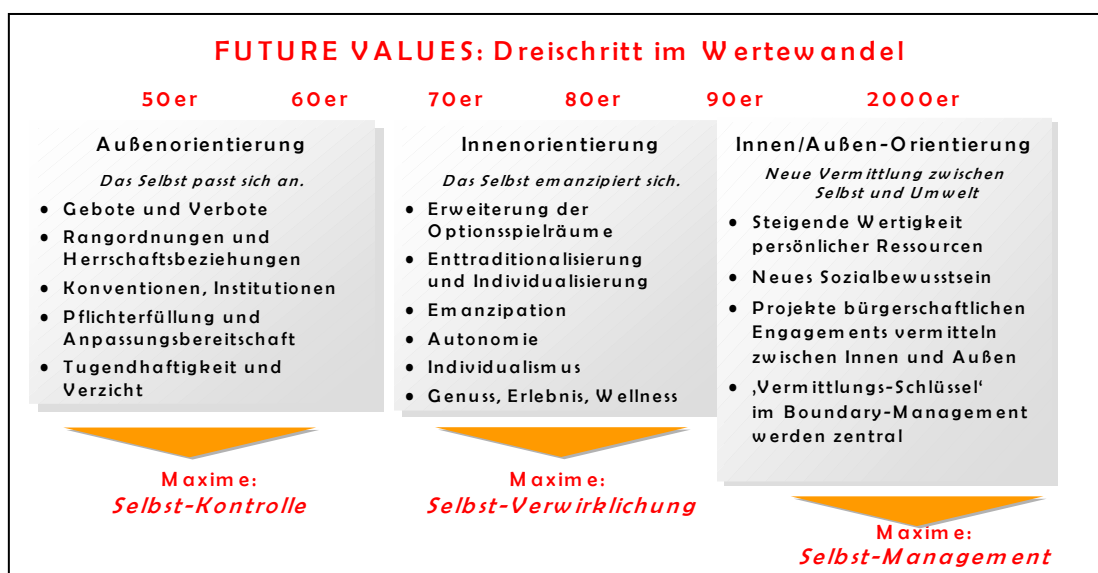 FUTURE VALUES: Dreischritt im Wertewandel
50er 60er 70er 80er 90er 2000er
Außenorientierung
Das Selbst passt sich an.
• Gebote und Verbote
• Rangordnungen und
Herrschaftsbeziehungen
• Konventionen, Institutionen
• Pflichterfüllung und
Anpassungsbereitschaft
• Tugendhaftigkeit und
Verzicht
Maxime:
Selbst-Kontrolle
Innenorientierung
Das Selbst emanzipiert sich.
• Erweiterung der
Optionsspielräume
• Enttraditionalisierung
und Individualisierung
• Emanzipation
• Autonomie
• Individualismus
• Genuss, Erlebnis, Wellness
Maxime:
Selbst-Verwirklichung
Innen/Außen-Orientierung
Neue Vermittlung zwischen
Selbst und Umwelt
• Steigende Wertigkeit
persönlicher Ressourcen
• Neues Sozialbewusstsein
• Projekte bürgerschaftlichen
Engagements vermitteln
zwischen Innen und Außen
• ‚Vermittlungs-Schlüssel‘
im Boundary-Management
werden zentral
Maxime:
Selbst-Management